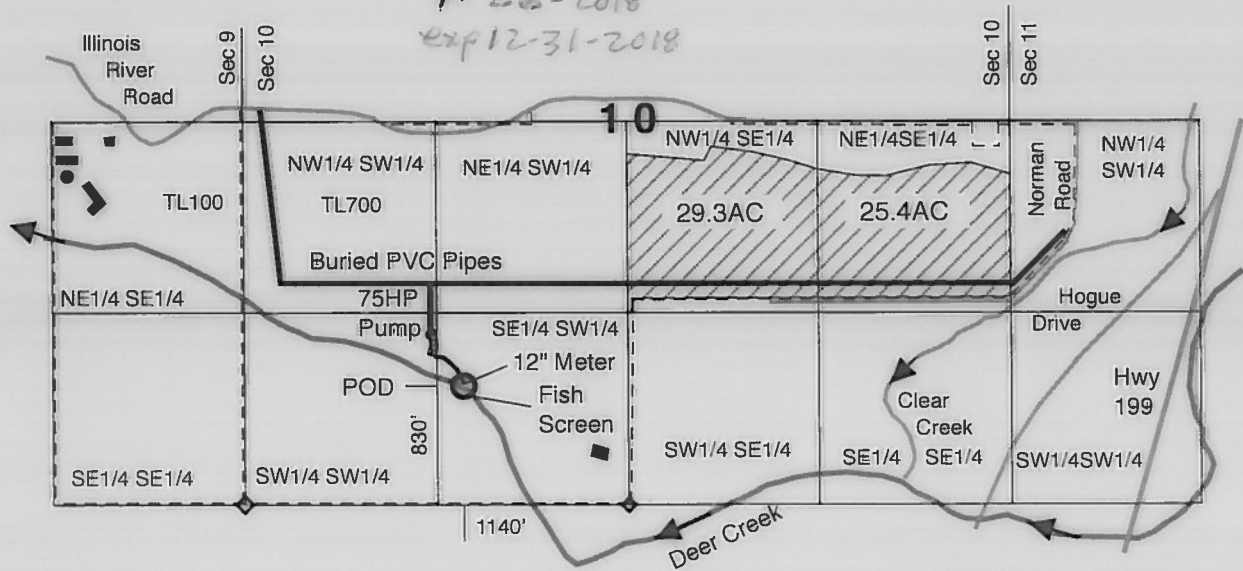 2018
exp 12-31-2018
Illinois
River
Road
Sec 9
Sec 10
Sec 10
Sec 11
10
NW1/4 SW1/4
NE1/4 SW1/4
NW1/4 SE1/4
NE1/4SE1/4
NW1/4
SW1/4
Norman
Road
TL100
TL700
29.3AC
25.4AC
Buried PVC Pipes
NE1/4 SE1/4
75HP
Pump
SE1/4 SW1/4
Hogue
Drive
12" Meter
POD
Fish
Screen
830'
Clear
Creek
Hwy
199
SE1/4 SE1/4
SW1/4 SW1/4
SW1/4 SE1/4
SE1/4 SE1/4
SW1/4SW1/4
1140'
Deer Creek